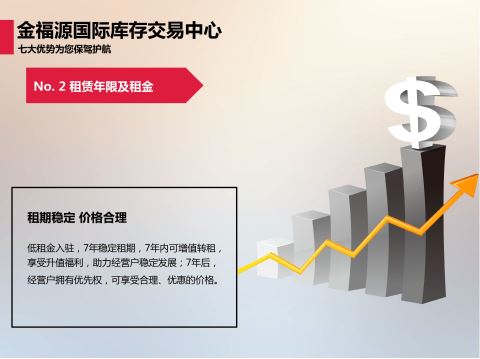 金福源国际库存交易中心
七大优势为您保驾护航
No. 2 租赁年限及租金
租期稳定 价格合理
低租金入驻，7年稳定租期，7年内可增值转租，
享受升值福利，助力经营户稳定发展；7年后，
经营户拥有优先权，可享受合理、优惠的价格。